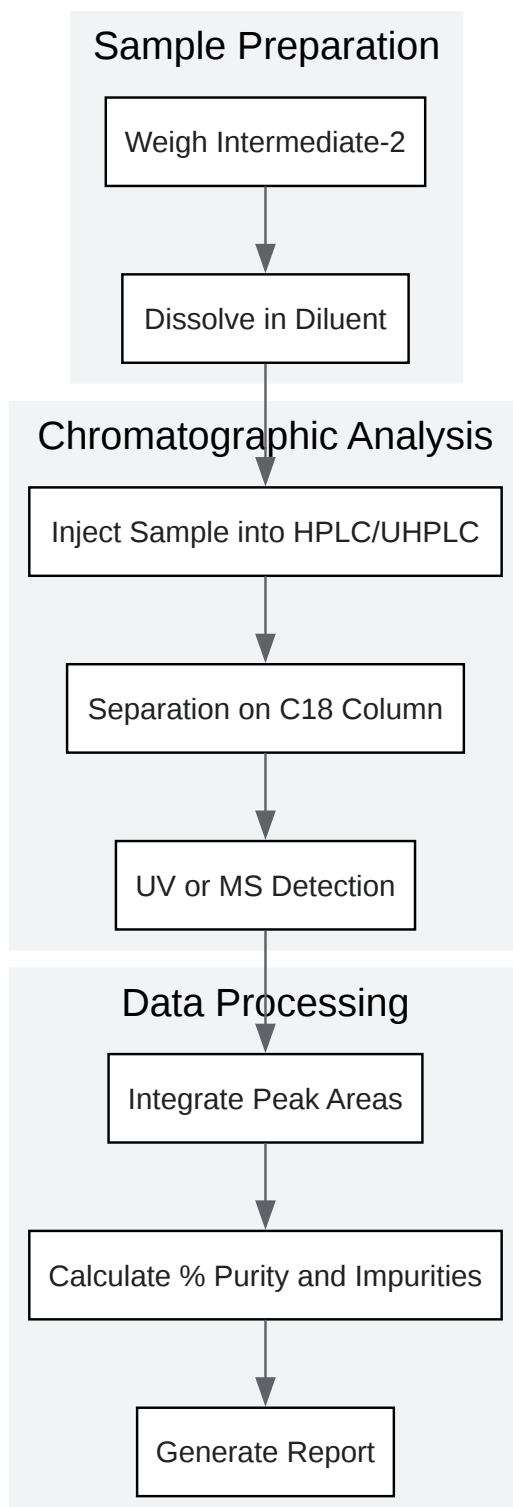 Sample Preparation
Weigh Intermediate-2
Dissolve in Diluent
Chromatographic Analysis
Inject Sample into HPLC/UHPLC
Separation on C18 Column
UV or MS Detection
Data Processing
Integrate Peak Areas
Calculate % Purity and Impurities
Generate Report